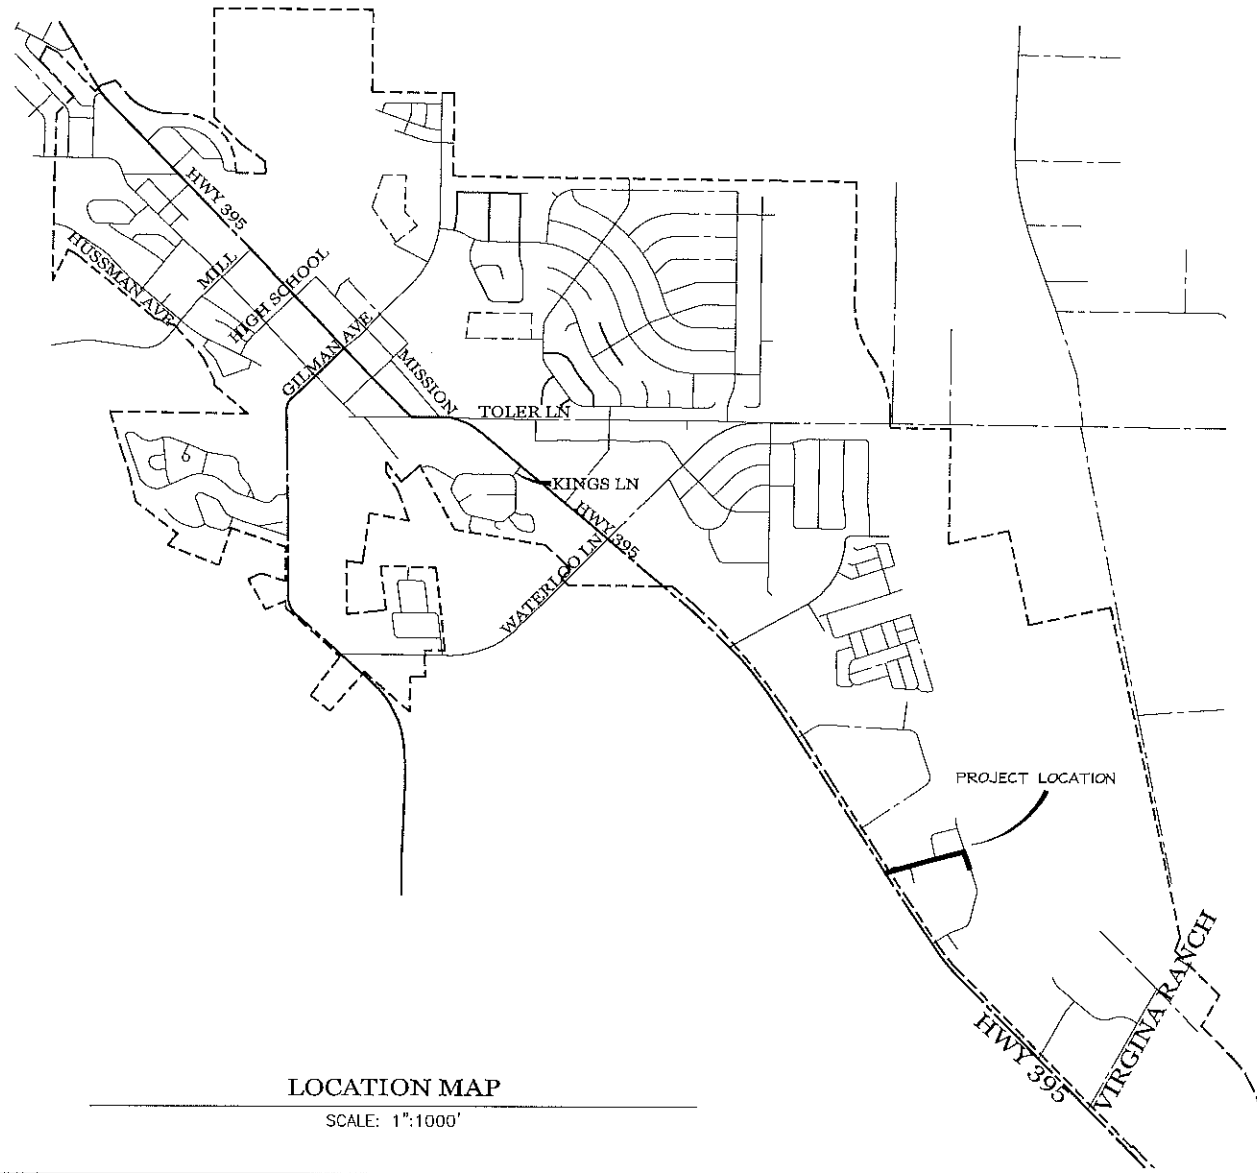 HWY 395
HUSSMAN AVE
MILL
HIGH SCHOOL
GILMAN AVE
MISSION
TOLER LN
KINGS LN
HWY 395
WATERLOO LN
PROJECT LOCATION
VIRGINA RANCH
HWY 395
LOCATION MAP
SCALE: 1":1000'